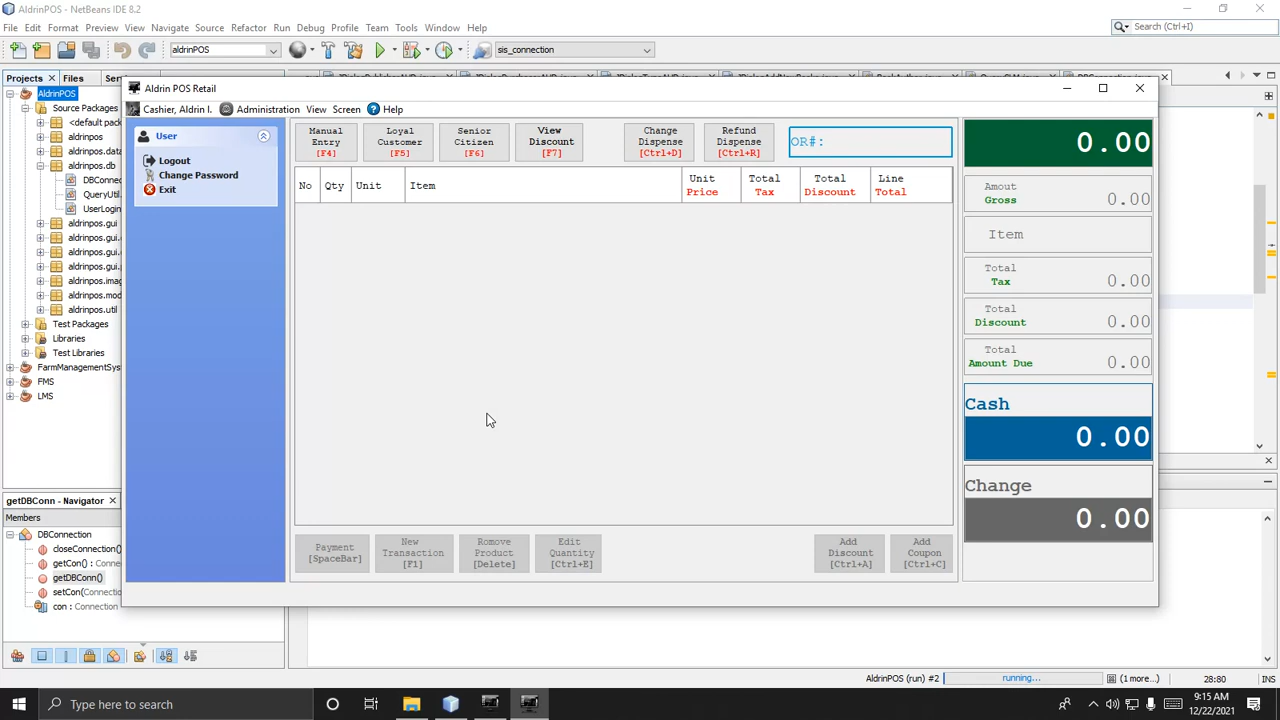 AldrinPOS - NetBeans IDE 8.2
File Edit Format Preview View Navigate Source Refactor Run Debug Profile Team Tools Window Help
Search (Ctrl+I)
aldrinPOS
sis_connection
Projects
Files
Ser
AldrinPOS
Source Packages
<default pack
aldrinpos
aldrinpos.data
aldrinpos.db
DBConne
QueryUtil.
UserLogin
aldrinpos.gui
aldrinpos.gui.
aldrinpos.gui.
aldrinpos.gui.
aldrinpos.imag
aldrinpos.mod
aldrinpos.util
Test Packages
Libraries
Test Libraries
FarmManagementSy
FMS
LMS
getDBConn - Navigator
Members
DBConnection
closeConnection()
getCon() : Conne
getDBConn()
setCon(Connectio
con : Connection
Aldrin POS Retail
Cashier, Aldrin I. Administration View Screen Help
User
Logout
Change Password
Exit
Manual Entry [F4]
Loyal Customer [F5]
Senior Citizen [F6]
View Discount [F7]
Change Dispense [Ctrl+D]
Refund Dispense [Ctrl+R]
OR#:
No Qty Unit Item Unit Price Total Tax Total Discount Line Total
0.00
Amout Gross 0.00
Item
Total Tax 0.00
Total Discount 0.00
Total Amount Due 0.00
Cash
0.00
Change
0.00
Payment [SpaceBar]
New Transaction [F1]
Remove Product [Delete]
Edit Quantity [Ctrl+E]
Add Discount [Ctrl+A]
Add Coupon [Ctrl+C]
AldrinPOS (run) #2 running... (1 more...) 28:80 INS
Type here to search
9:15 AM
12/22/2021